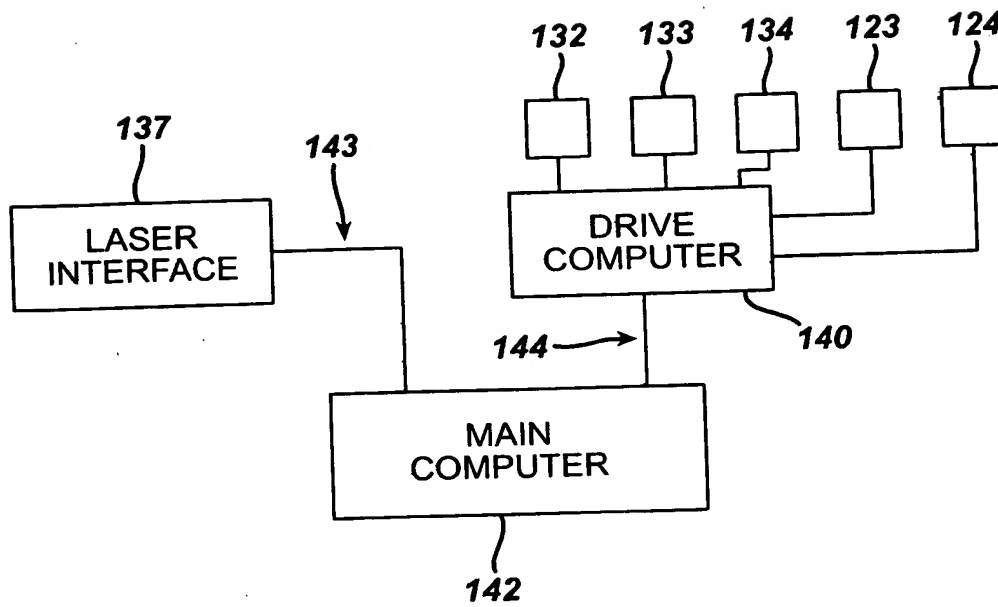 132 133 134 123 124
137
143
LASER
INTERFACE
DRIVE
COMPUTER
144
140
MAIN
COMPUTER
142